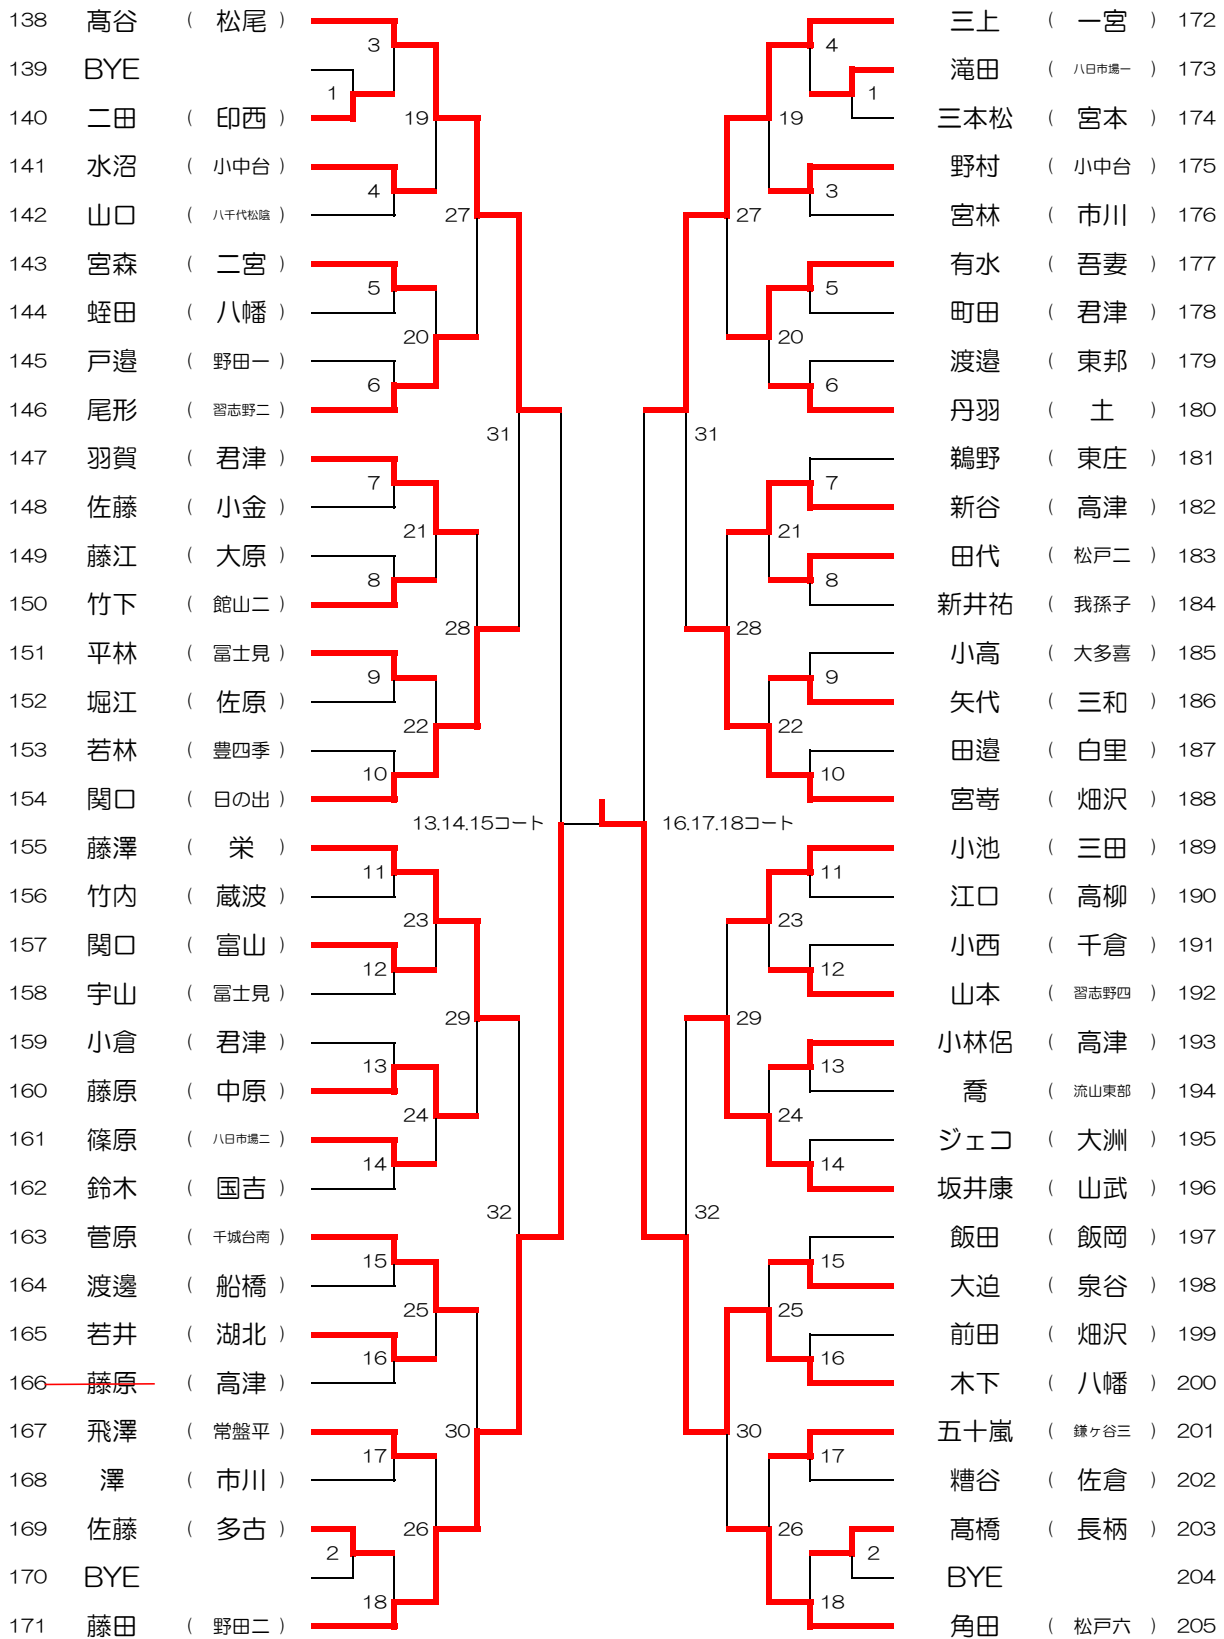 138 髙谷 ( 松尾 ) 三上 ( 一宮 ) 172
3 4
139 BYE 滝田 ( 八日市場一 ) 173
1 1
140 二田 ( 印西 ) 19 19 三本松 ( 宮本 ) 174
141 水沼 ( 小中台 ) 野村 ( 小中台 ) 175
4 3
142 山口 ( 八千代松陰 ) 27 27 宮林 ( 市川 ) 176
143 宮森 ( 二宮 ) 有水 ( 吾妻 ) 177
5 5
144 蛭田 ( 八幡 ) 町田 ( 君津 ) 178
20 20
145 戸邉 ( 野田一 ) 渡邉 ( 東邦 ) 179
6 6
146 尾形 ( 習志野二 ) 丹羽 ( 土 ) 180
31 31
147 羽賀 ( 君津 ) 鵜野 ( 東庄 ) 181
7 7
148 佐藤 ( 小金 ) 新谷 ( 高津 ) 182
21 21
149 藤江 ( 大原 ) 田代 ( 松戸二 ) 183
8 8
150 竹下 ( 館山二 ) 新井祐 ( 我孫子 ) 184
28 28
151 平林 ( 冨士見 ) 小高 ( 大多喜 ) 185
9 9
152 堀江 ( 佐原 ) 矢代 ( 三和 ) 186
22 22
153 若林 ( 豊四季 ) 田邉 ( 白里 ) 187
10 10
154 関口 ( 日の出 ) 宮嵜 ( 畑沢 ) 188
13.14.15コート 16.17.18コート
155 藤澤 ( 栄 ) 小池 ( 三田 ) 189
11 11
156 竹内 ( 蔵波 ) 江口 ( 高柳 ) 190
23 23
157 関口 ( 富山 ) 小西 ( 千倉 ) 191
12 12
158 宇山 ( 冨士見 ) 山本 ( 習志野四 ) 192
29 29
159 小倉 ( 君津 ) 小林侶 ( 高津 ) 193
13 13
160 藤原 ( 中原 ) 喬 ( 流山東部 ) 194
24 24
161 篠原 ( 八日市場二 ) ジェコ ( 大洲 ) 195
14 14
162 鈴木 ( 国吉 ) 坂井康 ( 山武 ) 196
32 32
163 菅原 ( 千城台南 ) 飯田 ( 飯岡 ) 197
15 15
164 渡邊 ( 船橋 ) 大迫 ( 泉谷 ) 198
25 25
165 若井 ( 湖北 ) 前田 ( 畑沢 ) 199
16 16
166 藤原 ( 高津 ) 木下 ( 八幡 ) 200
167 飛澤 ( 常盤平 ) 30 30 五十嵐 ( 鎌ヶ谷三 ) 201
17 17
168 澤 ( 市川 ) 糟谷 ( 佐倉 ) 202
169 佐藤 ( 多古 ) 26 26 髙橋 ( 長柄 ) 203
2 2
170 BYE BYE 204
18 18
171 藤田 ( 野田二 ) 角田 ( 松戸六 ) 205